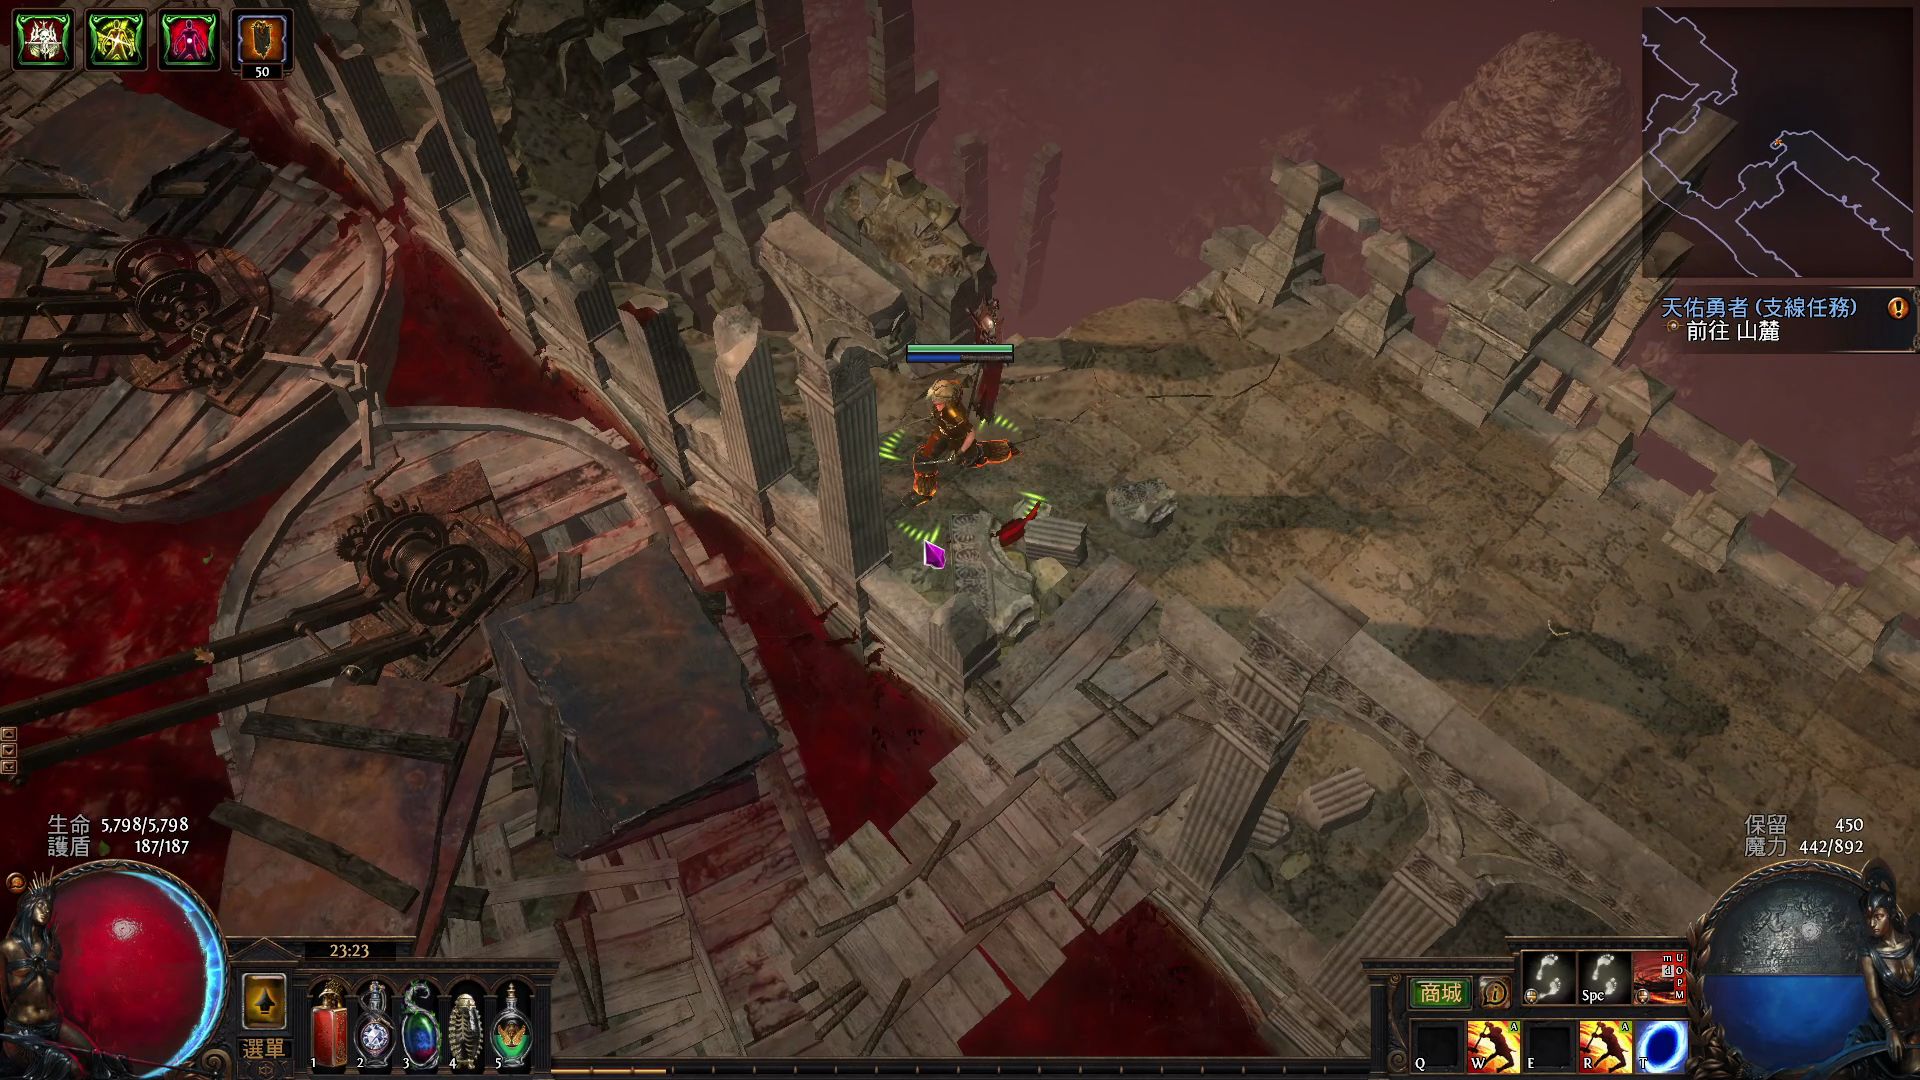 50
天佑勇者 (支線任務)
前往 山麓
生命 5,798/5,798
護盾 187/187
保留 450
魔力 442/892
23:23
選單
1 2 3 4 5
商城
Spc
Q W E R T